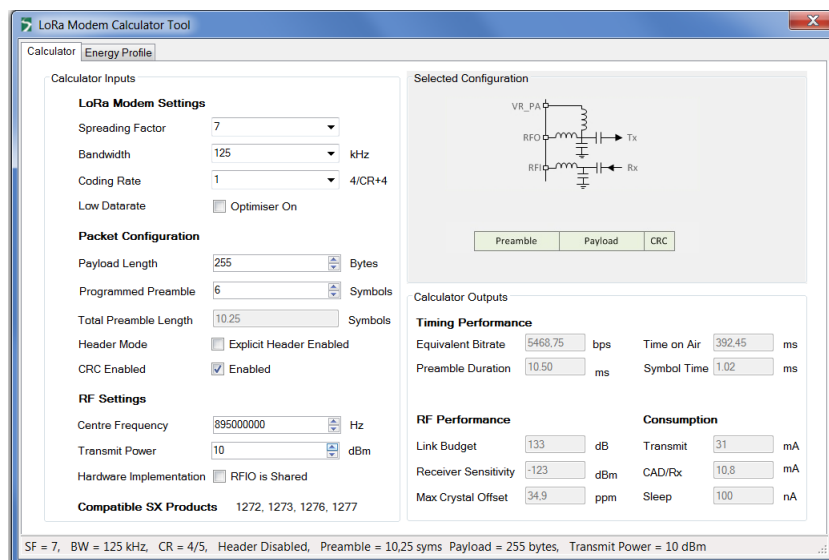 LoRa Modem Calculator Tool
Calculator Energy Profile
Calculator Inputs
LoRa Modem Settings
Spreading Factor 7
Bandwidth 125 kHz
Coding Rate 1 4/CR+4
Low Datarate Optimiser On
Packet Configuration
Payload Length 255 Bytes
Programmed Preamble 6 Symbols
Total Preamble Length 10.25 Symbols
Header Mode Explicit Header Enabled
CRC Enabled Enabled
RF Settings
Centre Frequency 895000000 Hz
Transmit Power 10 dBm
Hardware Implementation RFIO is Shared
Compatible SX Products 1272, 1273, 1276, 1277
Selected Configuration
VR_PA
RFO Tx
RFI Rx
Preamble Payload CRC
Calculator Outputs
Timing Performance
Equivalent Bitrate 5468,75 bps Time on Air 392,45 ms
Preamble Duration 10.50 ms Symbol Time 1.02 ms
RF Performance Consumption
Link Budget 133 dB Transmit 31 mA
Receiver Sensitivity -123 dBm CAD/Rx 10,8 mA
Max Crystal Offset 34,9 ppm Sleep 100 nA
SF = 7, BW = 125 kHz, CR = 4/5, Header Disabled, Preamble = 10,25 syms Payload = 255 bytes, Transmit Power = 10 dBm